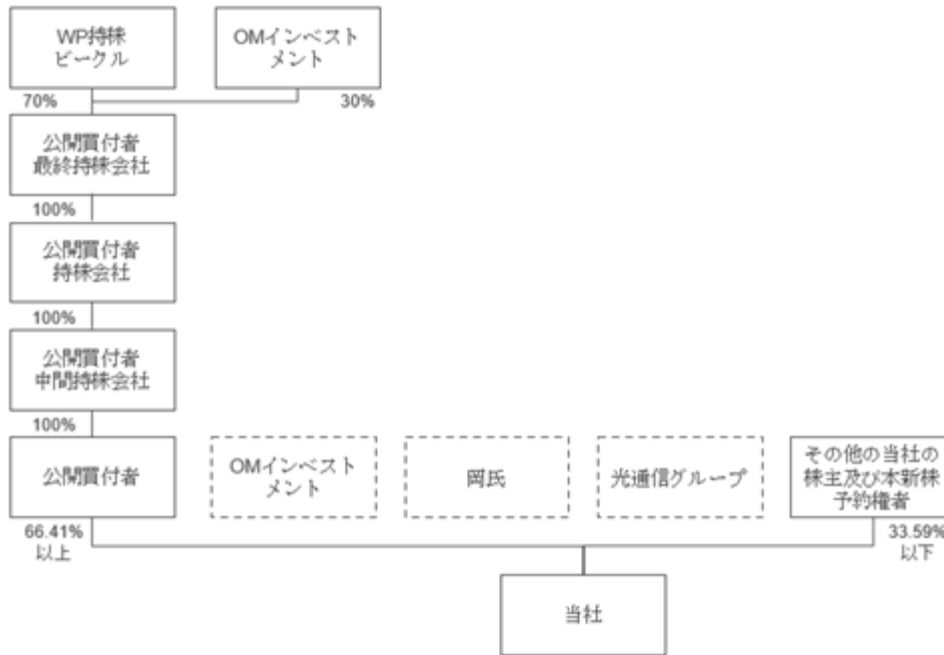 WP持株
ビークル
OMインベスト
メント
70%
30%
公開買付者
最終持株会社
100%
公開買付者
持株会社
100%
公開買付者
中間持株会社
100%
公開買付者
OMインベスト
メント
岡氏
光通信グループ
その他の当社の
株主及び本新株
予約権者
66.41%
以上
33.59%
以下
当社